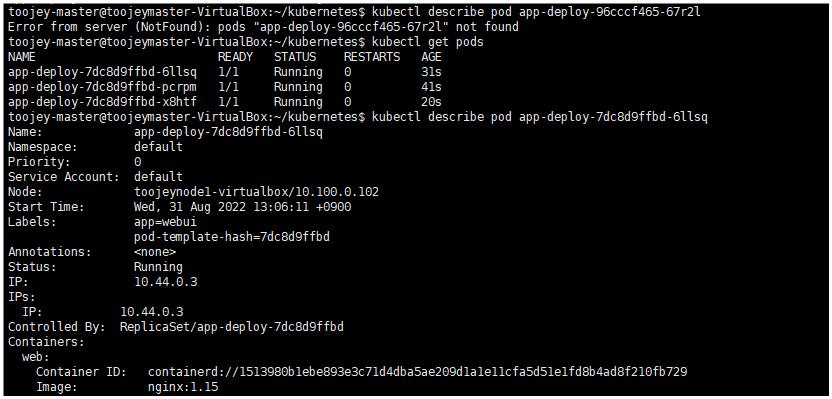 toojey-master@toojeymaster-VirtualBox:~/kubernetes$ kubectl describe pod app-deploy-96cccf465-67r2l
Error from server (NotFound): pods "app-deploy-96cccf465-67r2l" not found
toojey-master@toojeymaster-VirtualBox:~/kubernetes$ kubectl get pods
NAME                          READY   STATUS    RESTARTS   AGE
app-deploy-7dc8d9ffbd-6llsq   1/1     Running   0          31s
app-deploy-7dc8d9ffbd-pcrpm   1/1     Running   0          41s
app-deploy-7dc8d9ffbd-x8htf   1/1     Running   0          20s
toojey-master@toojeymaster-VirtualBox:~/kubernetes$ kubectl describe pod app-deploy-7dc8d9ffbd-6llsq
Name:             app-deploy-7dc8d9ffbd-6llsq
Namespace:        default
Priority:         0
Service Account:  default
Node:             toojeynode1-virtualbox/10.100.0.102
Start Time:       Wed, 31 Aug 2022 13:06:11 +0900
Labels:           app=webui
                  pod-template-hash=7dc8d9ffbd
Annotations:      <none>
Status:           Running
IP:               10.44.0.3
IPs:
  IP:           10.44.0.3
Controlled By:  ReplicaSet/app-deploy-7dc8d9ffbd
Containers:
  web:
    Container ID:   containerd://1513980b1ebe893e3c71d4dba5ae209d1a1e11cfa5d51e1fd8b4ad8f210fb729
    Image:          nginx:1.15